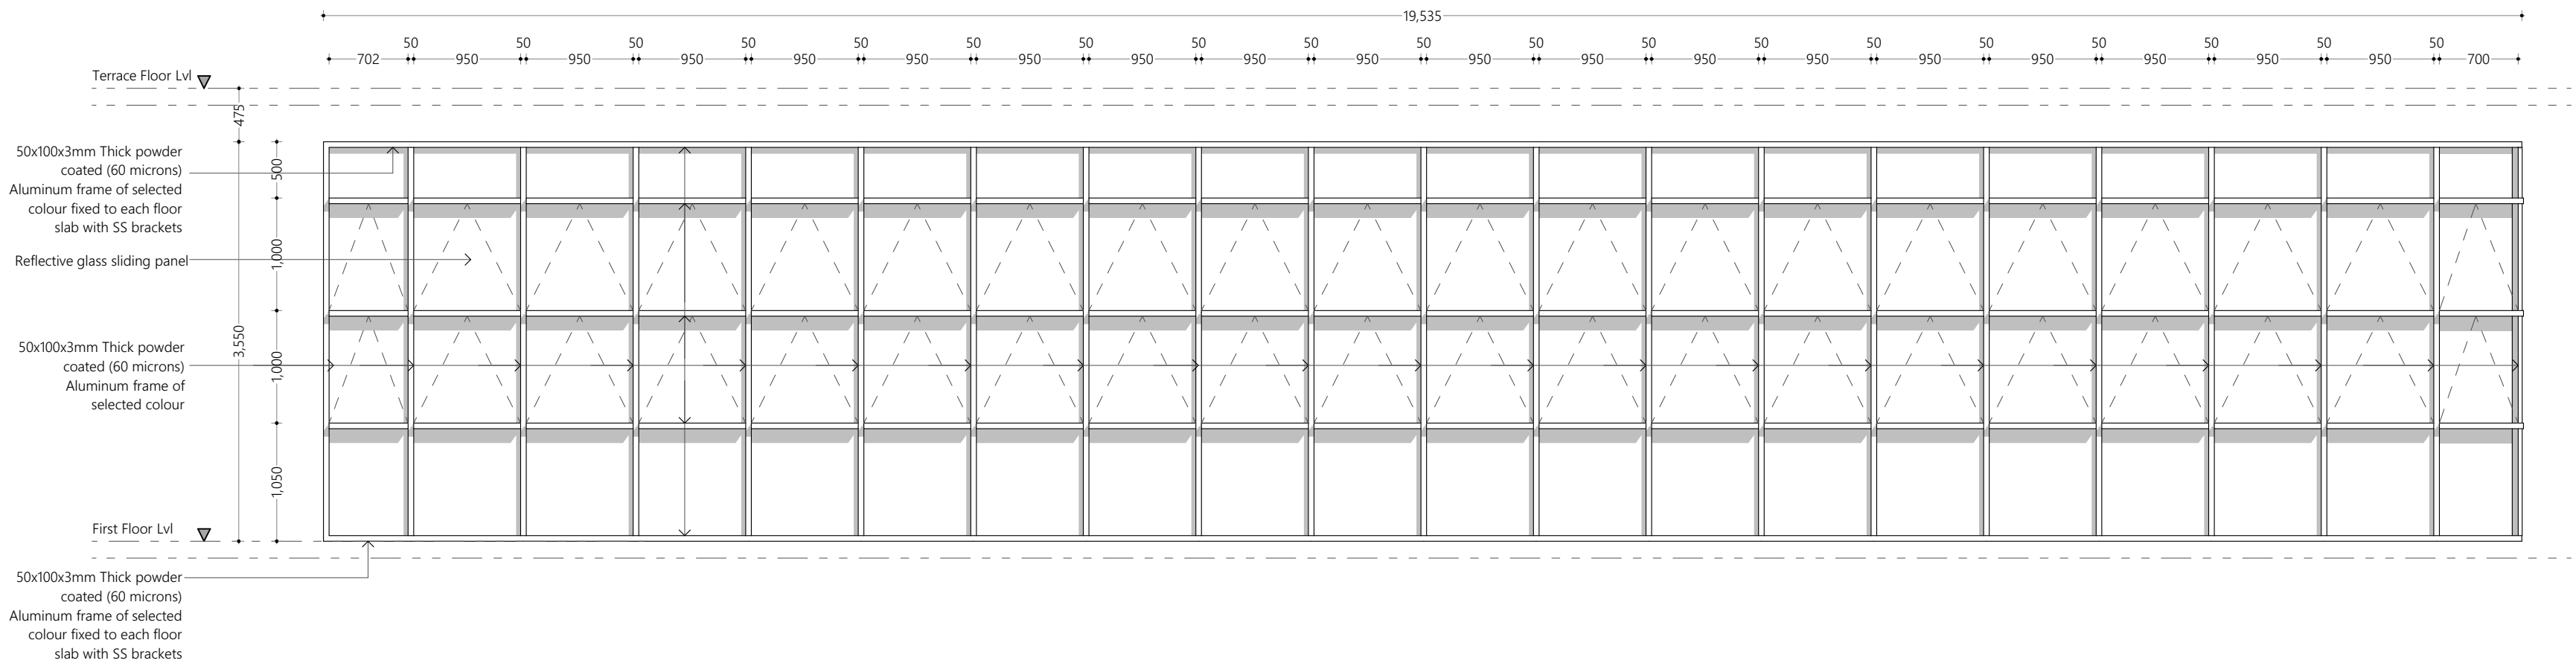 19,535
50 50 50 50 50 50 50 50 50 50 50 50 50 50 50 50 50 50 50
702 950 950 950 950 950 950 950 950 950 950 950 950 950 950 950 950 950 950 700
Terrace Floor Lvl
475
50x100x3mm Thick powder
coated (60 microns)
Aluminum frame of selected
colour fixed to each floor
slab with SS brackets
500
Reflective glass sliding panel
1,000
3,550
50x100x3mm Thick powder
coated (60 microns)
Aluminum frame of
selected colour
1,000
1,050
First Floor Lvl
50x100x3mm Thick powder
coated (60 microns)
Aluminum frame of selected
colour fixed to each floor
slab with SS brackets